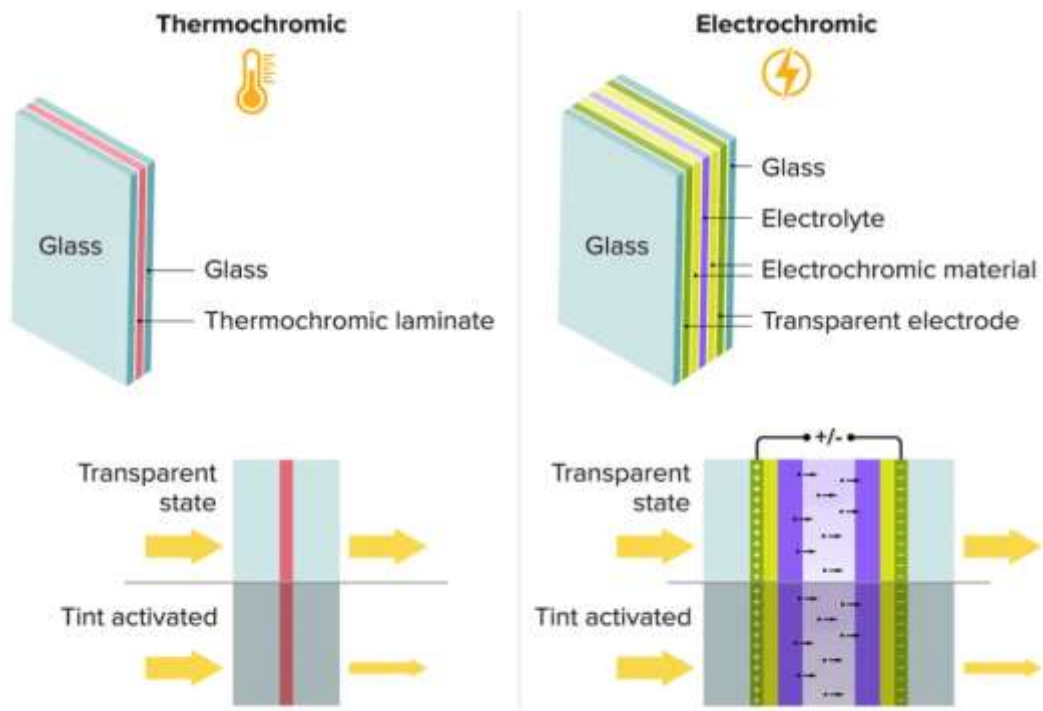 Thermochromic
Glass
Glass
Thermochromic laminate
Transparent
state
Tint activated
Electrochromic
Glass
Glass
Electrolyte
Electrochromic material
Transparent electrode
+/-
Transparent
state
Tint activated